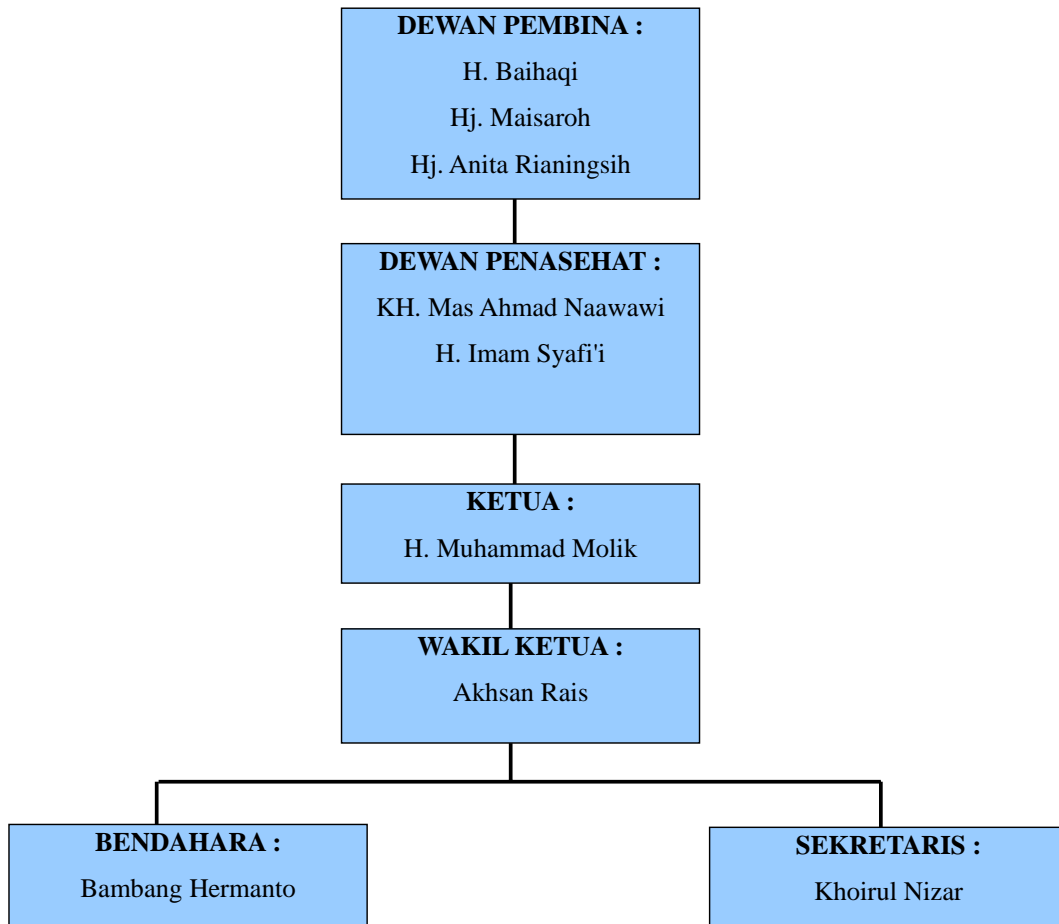 DEWAN PEMBINA :
H. Baihaqi
Hj. Maisaroh
Hj. Anita Rianingsih
DEWAN PENASEHAT :
KH. Mas Ahmad Naawawi
H. Imam Syafi'i
KETUA :
H. Muhammad Molik
WAKIL KETUA :
Akhsan Rais
BENDAHARA :
Bambang Hermanto
SEKRETARIS :
Khoirul Nizar